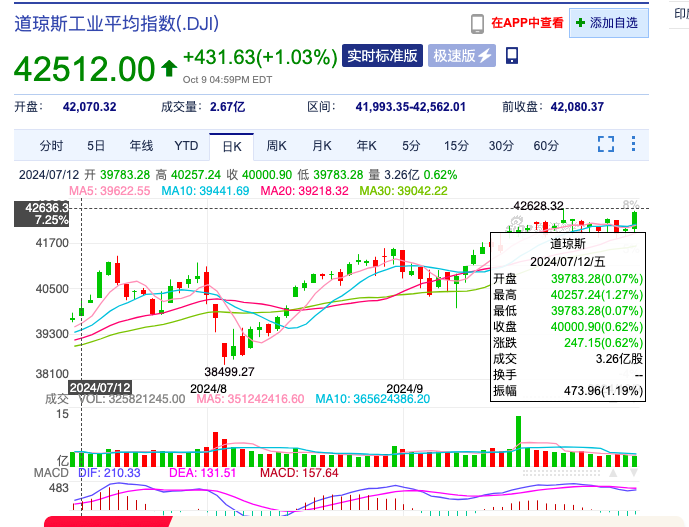 道琼斯工业平均指数(.DJI)
在APP中查看
添加自选
印度
42512.00
+431.63(+1.03%)
实时标准版
极速版
Oct 9 04:59PM EDT
开盘： 42,070.32 成交量： 2.67亿 区间： 41,993.35-42,562.01 前收盘： 42,080.37
分时 5日 年线 YTD 日K 周K 月K 年K 5分 15分 30分 60分
2024/07/12 开 39783.28 高 40257.24 收 40000.90 低 39783.28 量 3.26亿 0.62%
MA5: 39622.55 MA10: 39441.69 MA20: 39218.32 MA30: 39042.22
42636.3
7.25%
42628.32
8%
41700
40500
39300
38100
38499.27
道琼斯
2024/07/12/五
开盘 39783.28(0.07%)
最高 40257.24(1.27%)
最低 39783.28(0.07%)
收盘 40000.90(0.62%)
涨跌 247.15(0.62%)
成交 3.26亿股
换手 --
振幅 473.96(1.19%)
2024/07/12 2024/8 2024/9
成交 VOL: 325821245.00 MA5: 351242416.60 MA10: 365624386.20
15
亿
MACD DIF: 210.33 DEA: 131.51 MACD: 157.64
483